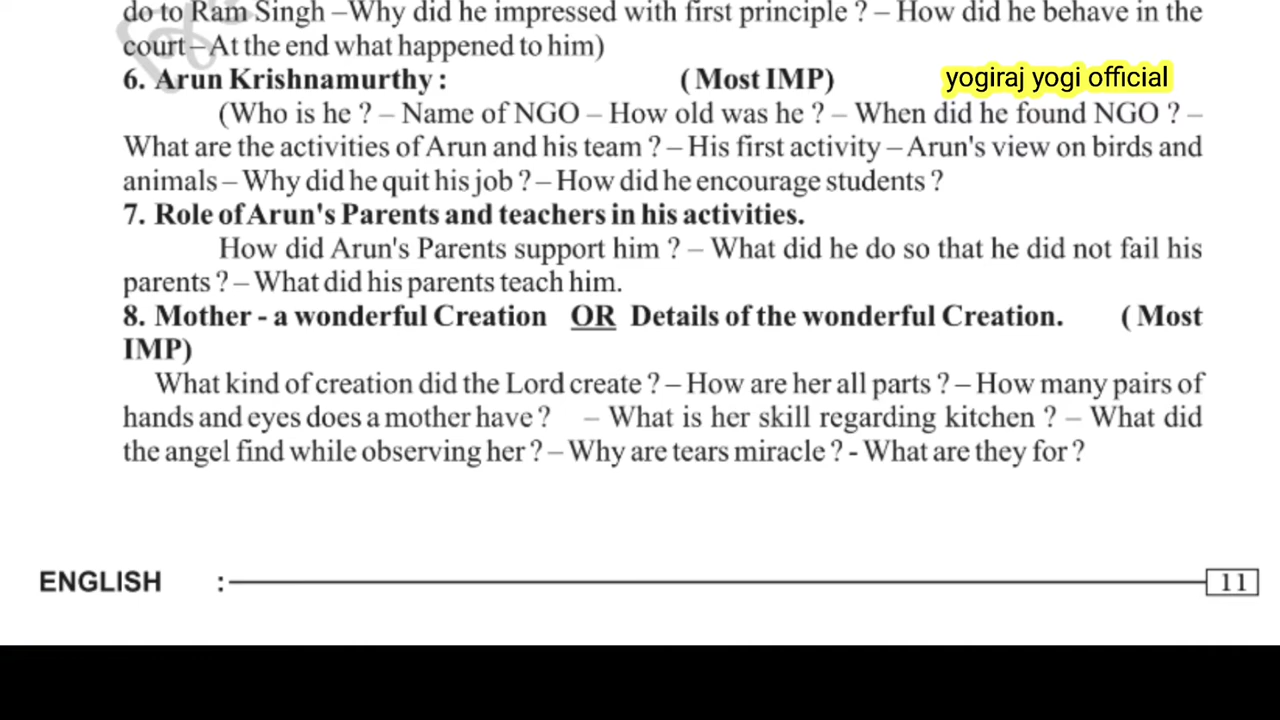 do to Ram Singh –Why did he impressed with first principle ? – How did he behave in the
court – At the end what happened to him)
6. Arun Krishnamurthy : ( Most IMP) yogiraj yogi official
(Who is he ? – Name of NGO – How old was he ? – When did he found NGO ? –
What are the activities of Arun and his team ? – His first activity – Arun's view on birds and
animals – Why did he quit his job ? – How did he encourage students ?
7. Role of Arun's Parents and teachers in his activities.
How did Arun's Parents support him ? – What did he do so that he did not fail his
parents ? – What did his parents teach him.
8. Mother - a wonderful Creation OR Details of the wonderful Creation. ( Most
IMP)
What kind of creation did the Lord create ? – How are her all parts ? – How many pairs of
hands and eyes does a mother have ? – What is her skill regarding kitchen ? – What did
the angel find while observing her ? – Why are tears miracle ? - What are they for ?
ENGLISH : 11